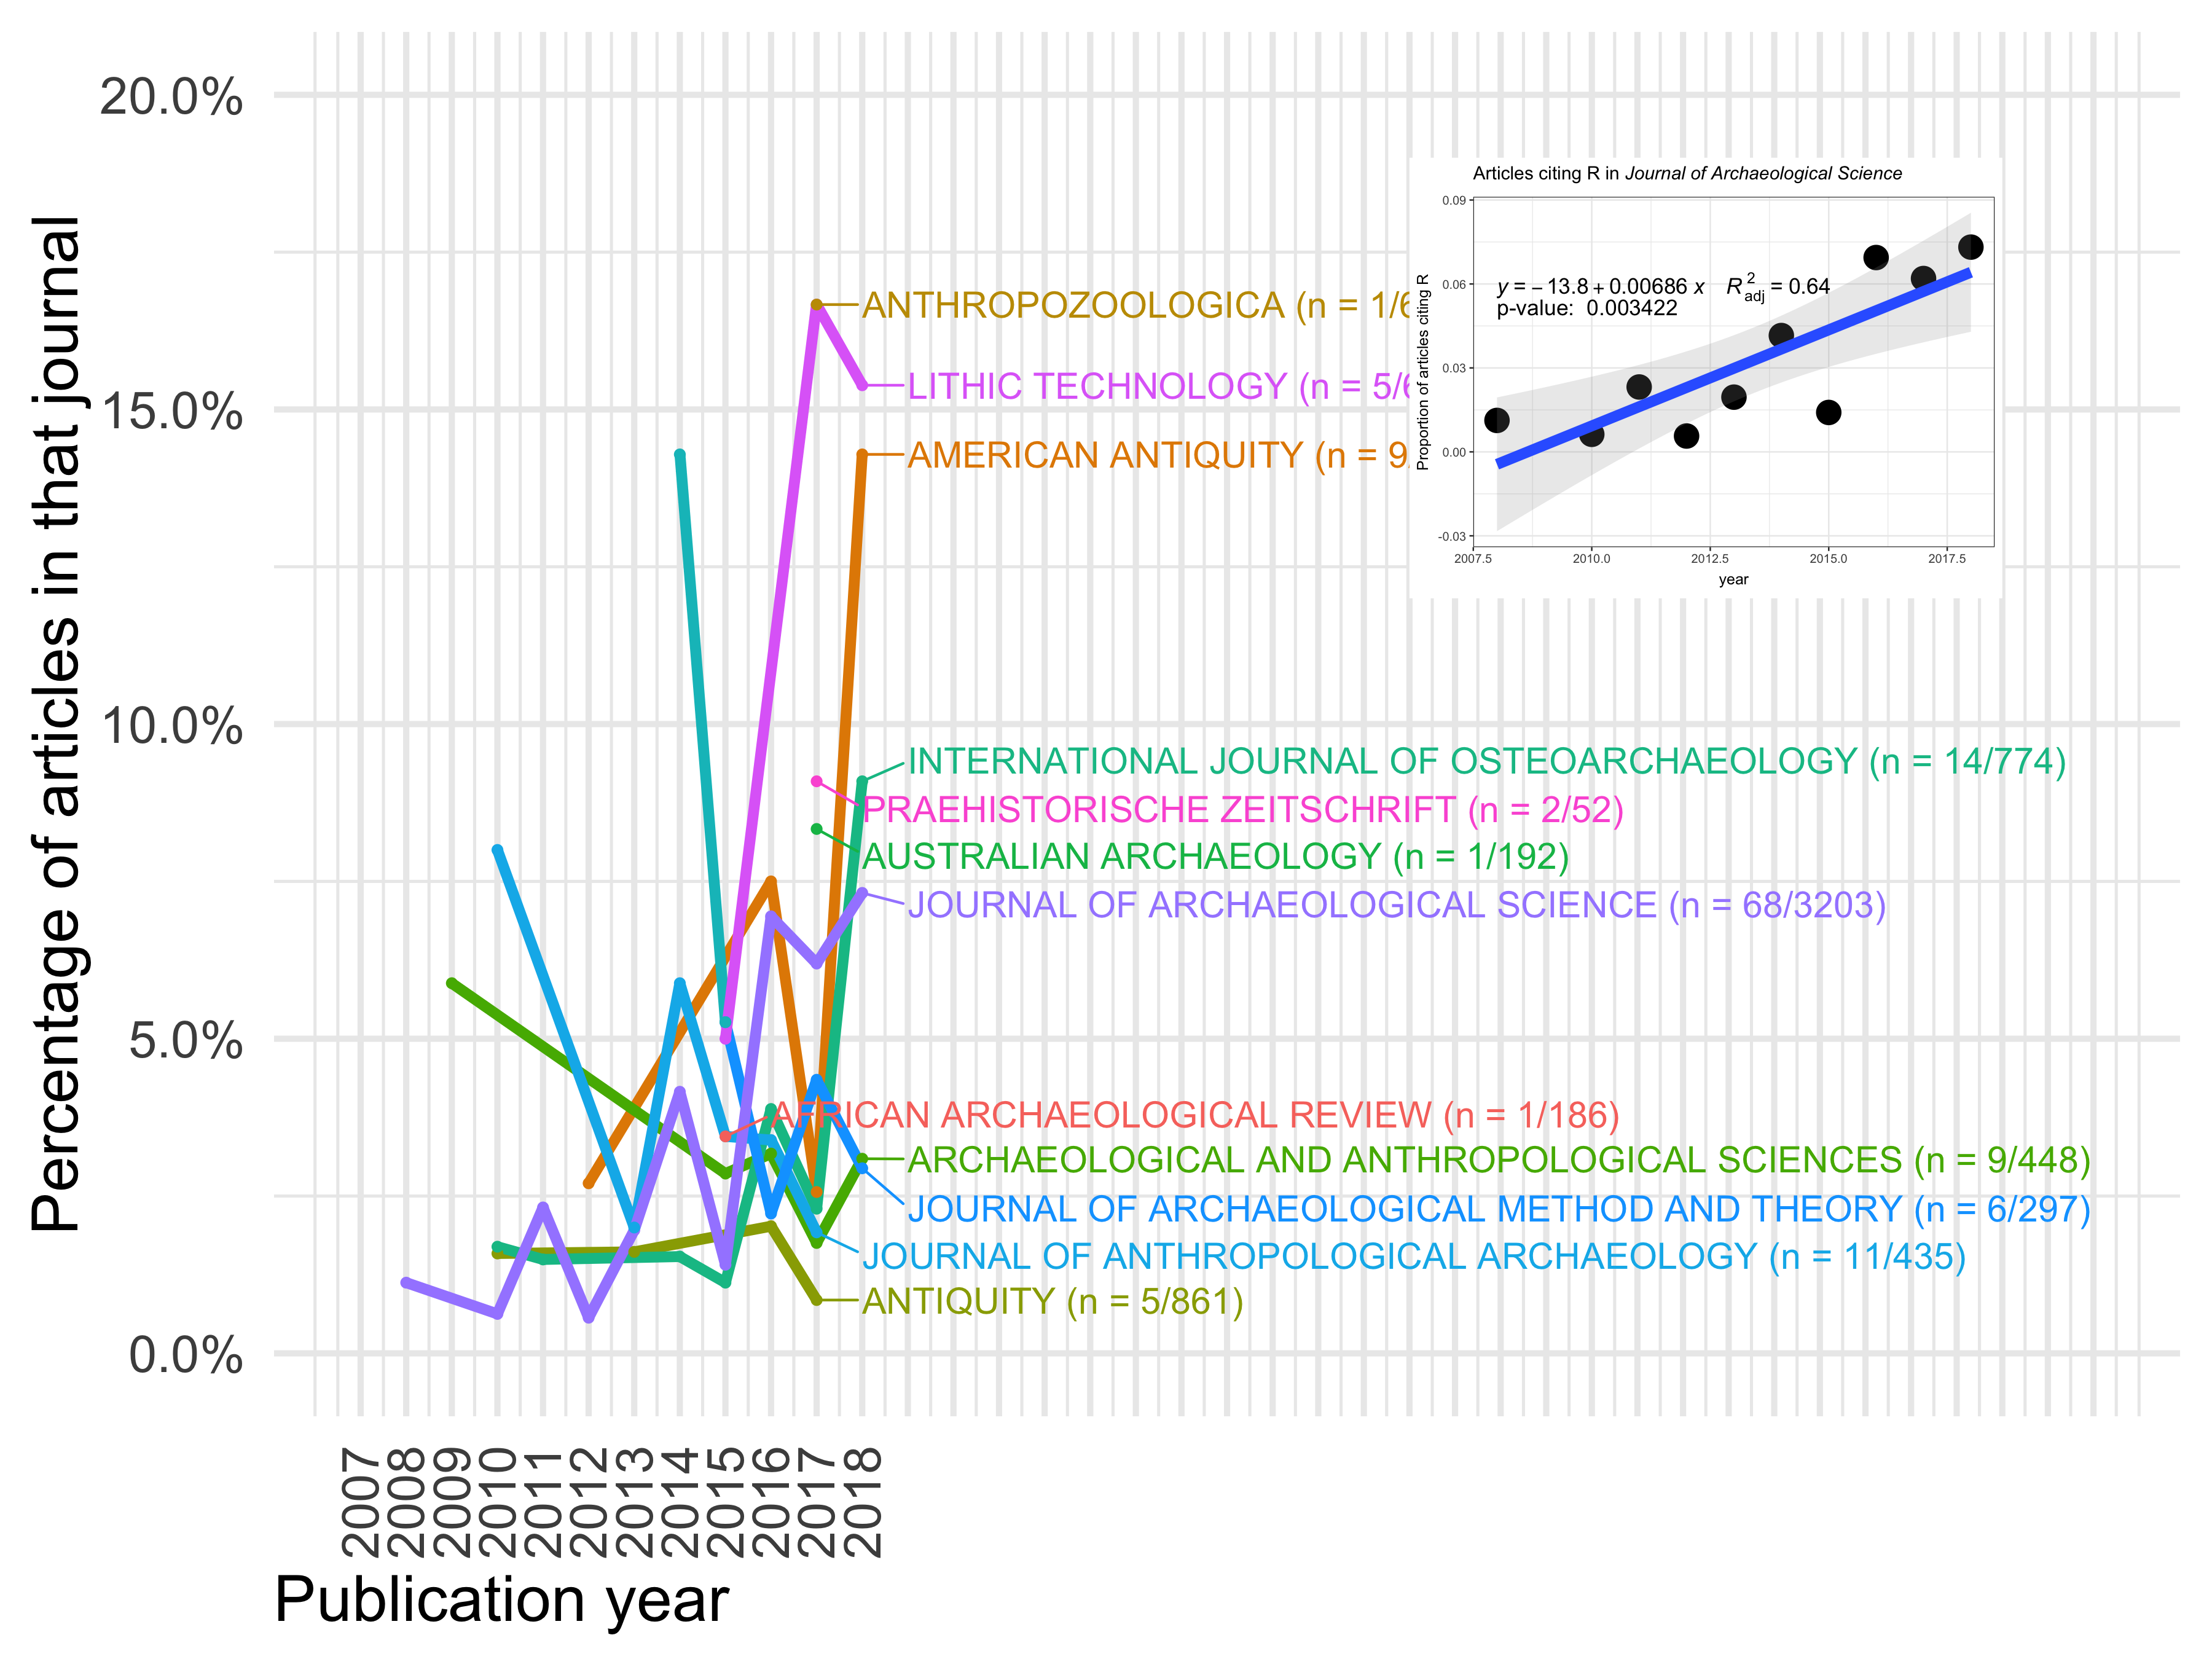 Percentage of articles in that journal
20.0%
15.0%
10.0%
5.0%
0.0%
ANTHROPOZOOLOGICA (n = 1/6
LITHIC TECHNOLOGY (n = 5/6
AMERICAN ANTIQUITY (n = 9
Articles citing R in Journal of Archaeological Science
Proportion of articles citing R
0.09
0.06
0.03
0.00
-0.03
y = − 13.8 + 0.00686 x R²adj = 0.64
p-value: 0.003422
2007.5 2010.0 2012.5 2015.0 2017.5
year
INTERNATIONAL JOURNAL OF OSTEOARCHAEOLOGY (n = 14/774)
PRAEHISTORISCHE ZEITSCHRIFT (n = 2/52)
AUSTRALIAN ARCHAEOLOGY (n = 1/192)
JOURNAL OF ARCHAEOLOGICAL SCIENCE (n = 68/3203)
AFRICAN ARCHAEOLOGICAL REVIEW (n = 1/186)
ARCHAEOLOGICAL AND ANTHROPOLOGICAL SCIENCES (n = 9/448)
JOURNAL OF ARCHAEOLOGICAL METHOD AND THEORY (n = 6/297)
JOURNAL OF ANTHROPOLOGICAL ARCHAEOLOGY (n = 11/435)
ANTIQUITY (n = 5/861)
2007 2008 2009 2010 2011 2012 2013 2014 2015 2016 2017 2018
Publication year